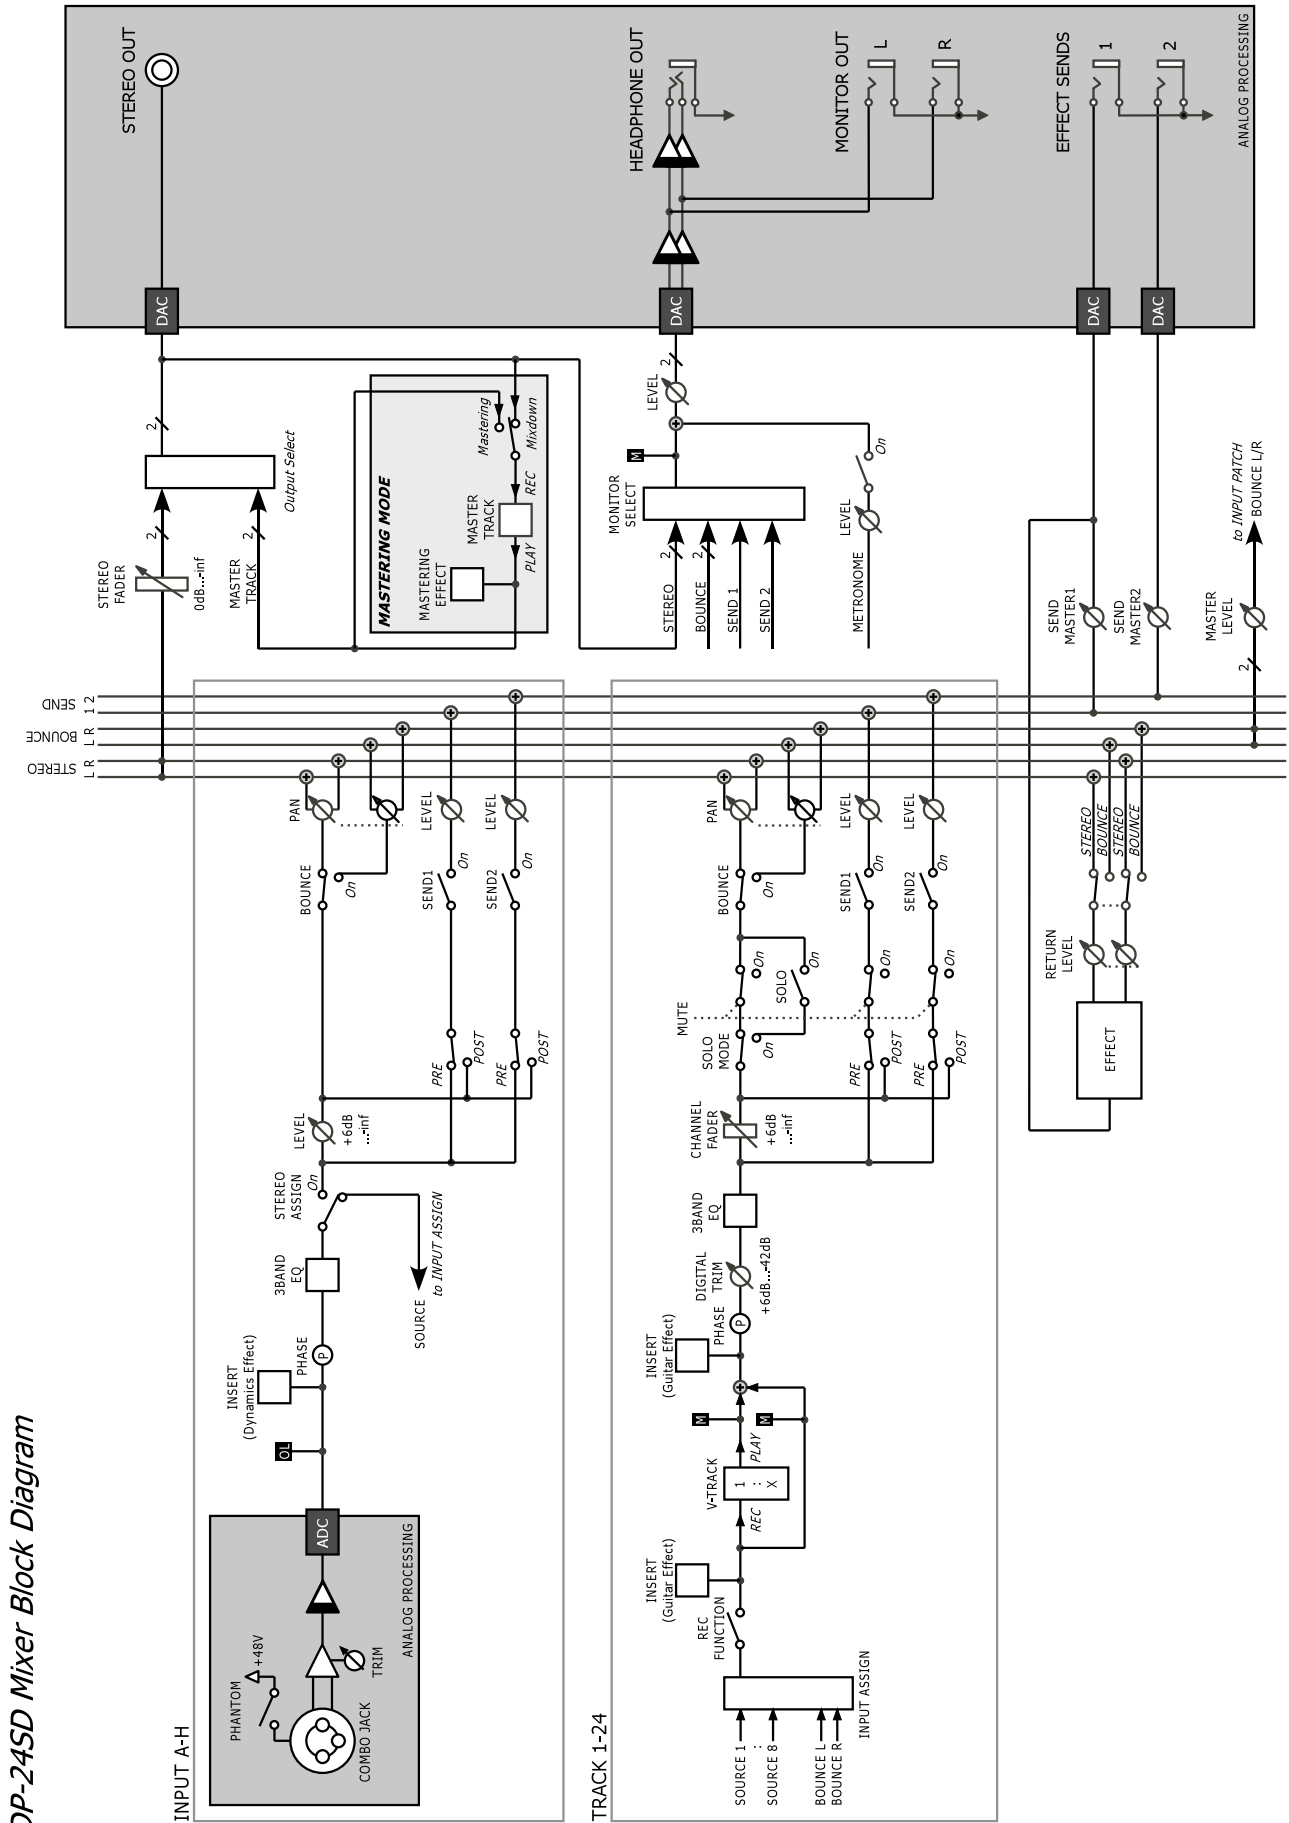 DP-24SD Mixer Block Diagram
INPUT A-H
COMBO JACK
PHANTOM
+48V
TRIM
ANALOG PROCESSING
ADC
OL
INSERT
(Dynamics Effect)
PHASE
P
3BAND
EQ
SOURCE
to INPUT ASSIGN
STEREO
ASSIGN
On
LEVEL
+6dB
...-inf
PRE
POST
PRE
POST
BOUNCE
On
SEND1
On
SEND2
On
PAN
LEVEL
LEVEL
TRACK 1-24
SOURCE 1
:
SOURCE 8
BOUNCE L
BOUNCE R
INPUT ASSIGN
REC
FUNCTION
INSERT
(Guitar Effect)
REC
V-TRACK
1
:
X
PLAY
M
M
INSERT
(Guitar Effect)
PHASE
P
DIGITAL
TRIM
+6dB...-42dB
3BAND
EQ
CHANNEL
FADER
+6dB
...-inf
SOLO
MODE
On
MUTE
PRE
POST
PRE
POST
On
SOLO
On
On
On
BOUNCE
On
SEND1
On
SEND2
On
PAN
LEVEL
LEVEL
EFFECT
RETURN
LEVEL
STEREO
BOUNCE
STEREO
BOUNCE
STEREO
L R
BOUNCE
L R
SEND
1 2
STEREO
FADER
0dB...-inf
MASTER
TRACK
2
2
Output Select
2
MASTERING MODE
MASTERING
EFFECT
MASTER
TRACK
PLAY
REC
Mastering
Mixdown
STEREO
BOUNCE
SEND 1
SEND 2
2
2
MONITOR
SELECT
M
METRONOME
LEVEL
On
LEVEL
2
SEND
MASTER1
SEND
MASTER2
MASTER
LEVEL
2
to INPUT PATCH
BOUNCE L/R
DAC
DAC
DAC
DAC
STEREO OUT
HEADPHONE OUT
MONITOR OUT
L
R
EFFECT SENDS
1
2
ANALOG PROCESSING